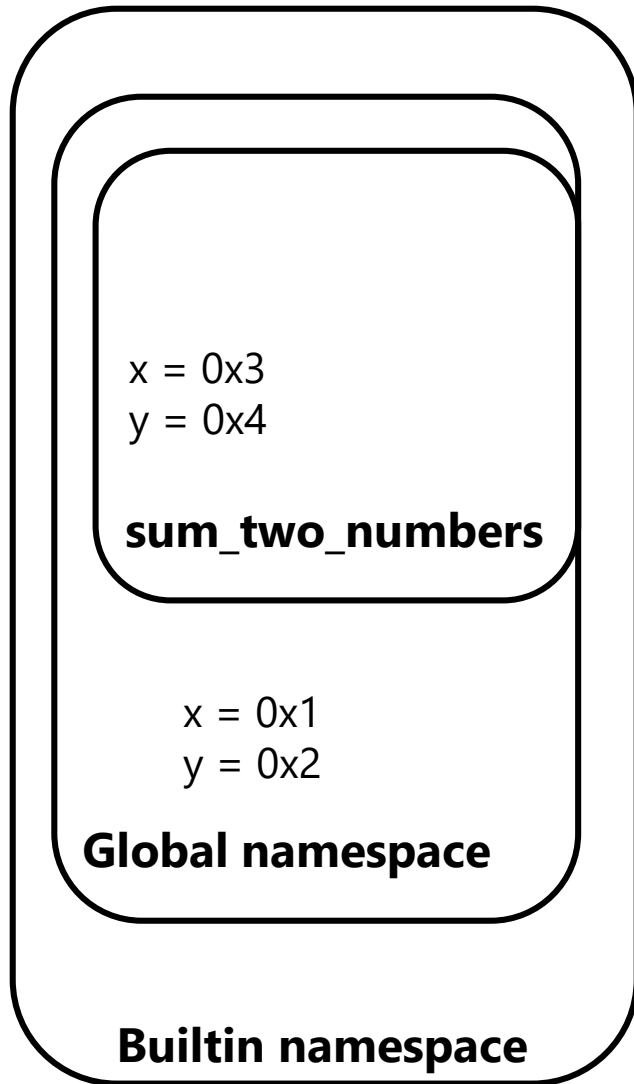 x = 0x3
y = 0x4
sum_two_numbers
x = 0x1
y = 0x2
Global namespace
Builtin namespace